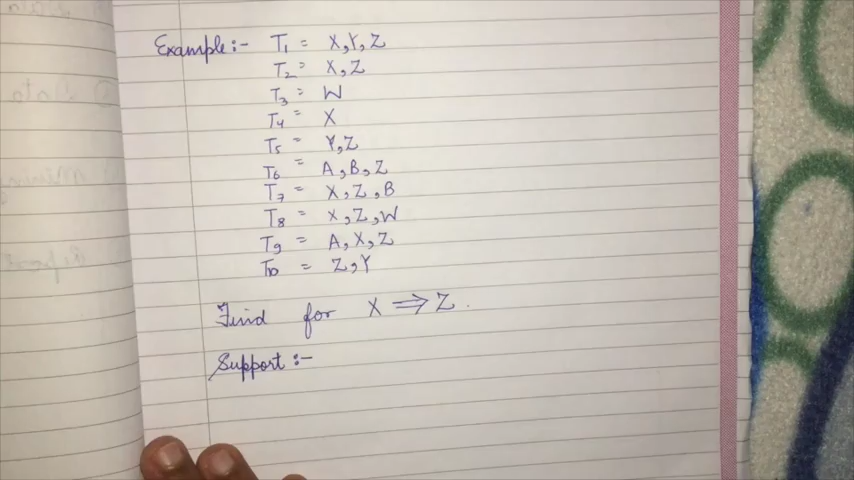 Example:- T1 = X,Y,Z
T2 = X,Z
T3 = W
T4 = X
T5 = Y,Z
T6 = A,B,Z
T7 = X,Z,B
T8 = X,Z,W
T9 = A,X,Z
T10 = Z,Y
Find for X ⟹ Z.
Support:-